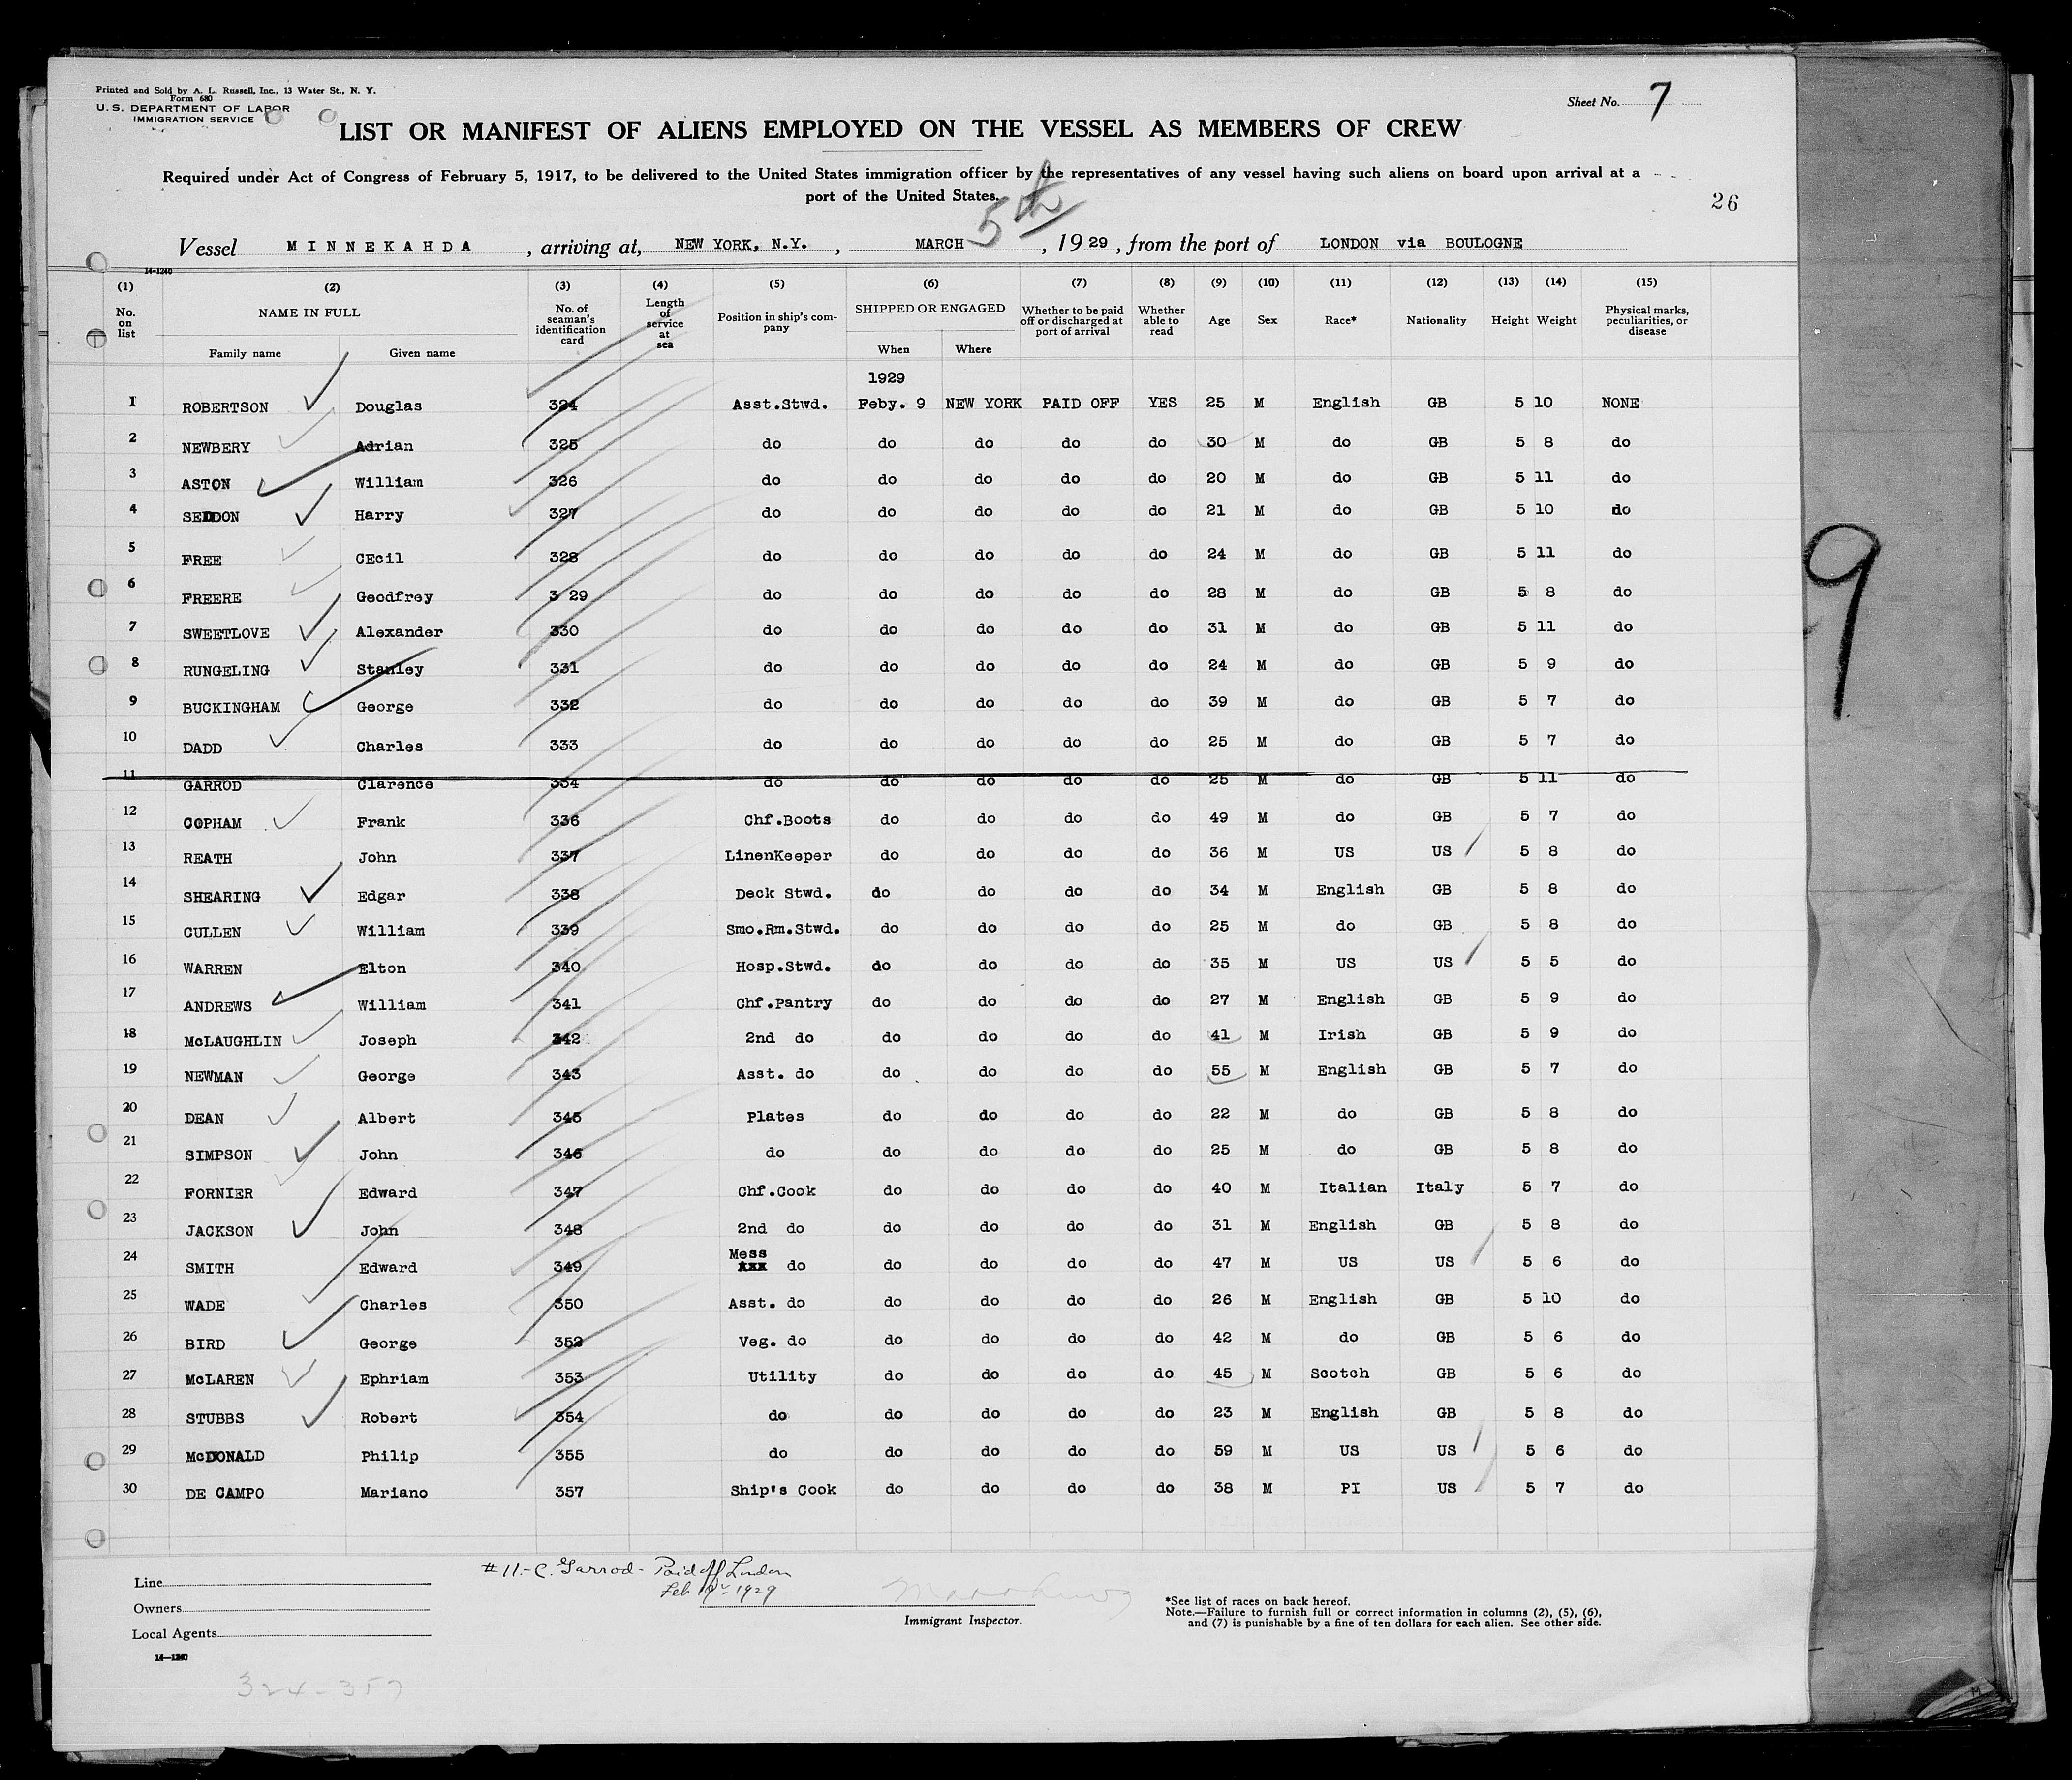 Printed and Sold by A. L. Russell, Inc., 13 Water St., N. Y.
Form 680
U. S. DEPARTMENT OF LABOR
IMMIGRATION SERVICE
Sheet No. 7
LIST OR MANIFEST OF ALIENS EMPLOYED ON THE VESSEL AS MEMBERS OF CREW
Required under Act of Congress of February 5, 1917, to be delivered to the United States immigration officer by the representatives of any vessel having such aliens on board upon arrival at a
port of the United States.
26
Vessel MINNEKAHDA, arriving at, NEW YORK, N.Y., MARCH 5th, 1929, from the port of LONDON via BOULOGNE
14-1240
(1) (2) (3) (4) (5) (6) (7) (8) (9) (10) (11) (12) (13) (14) (15)
No. on list NAME IN FULL No. of seaman's identification card Length of service at sea Position in ship's company SHIPPED OR ENGAGED Whether to be paid off or discharged at port of arrival Whether able to read Age Sex Race* Nationality Height Weight Physical marks, peculiarities, or disease
Family name Given name When Where
1929
1 ROBERTSON Douglas 324 Asst.Stwd. Feby. 9 NEW YORK PAID OFF YES 25 M English GB 5 10 NONE
2 NEWBERY Adrian 325 do do do do do 30 M do GB 5 8 do
3 ASTON William 326 do do do do do 20 M do GB 5 11 do
4 SEDDON Harry 327 do do do do do 21 M do GB 5 10 do
5 FREE CEcil 328 do do do do do 24 M do GB 5 11 do
6 FREERE Geodfrey 3 29 do do do do do 28 M do GB 5 8 do
7 SWEETLOVE Alexander 330 do do do do do 31 M do GB 5 11 do
8 RUNGELING Stanley 331 do do do do do 24 M do GB 5 9 do
9 BUCKINGHAM George 332 do do do do do 39 M do GB 5 7 do
10 DADD Charles 333 do do do do do 25 M do GB 5 7 do
11 GARROD Clarence 334 do do do do do 25 M do GB 5 11 do
12 COPHAM Frank 336 Chf.Boots do do do do 49 M do GB 5 7 do
13 REATH John 337 LinenKeeper do do do do 36 M US US 5 8 do
14 SHEARING Edgar 338 Deck Stwd. do do do do 34 M English GB 5 8 do
15 CULLEN William 339 Smo.Rm.Stwd. do do do do 25 M do GB 5 8 do
16 WARREN Elton 340 Hosp.Stwd. do do do do 35 M US US 5 5 do
17 ANDREWS William 341 Chf.Pantry do do do do 27 M English GB 5 9 do
18 McLAUGHLIN Joseph 342 2nd do do do do do 41 M Irish GB 5 9 do
19 NEWMAN George 343 Asst. do do do do do 55 M English GB 5 7 do
20 DEAN Albert 345 Plates do do do do 22 M do GB 5 8 do
21 SIMPSON John 346 do do do do do 25 M do GB 5 8 do
22 FORNIER Edward 347 Chf.Cook do do do do 40 M Italian Italy 5 7 do
23 JACKSON John 348 2nd do do do do do 31 M English GB 5 8 do
24 SMITH Edward 349 Mess do do do do do 47 M US US 5 6 do
25 WADE Charles 350 Asst. do do do do do 26 M English GB 5 10 do
26 BIRD George 352 Veg. do do do do do 42 M do GB 5 6 do
27 McLAREN Ephriam 353 Utility do do do do 45 M Scotch GB 5 6 do
28 STUBBS Robert 354 do do do do do 23 M English GB 5 8 do
29 McDONALD Philip 355 do do do do do 59 M US US 5 6 do
30 DE CAMPO Mariano 357 Ship's Cook do do do do 38 M PI US 5 7 do
9
#11.- C. Garrod - Paid off London
Feb 1929
Line
Owners
Local Agents
14-1240
Immigrant Inspector.
*See list of races on back hereof.
Note.—Failure to furnish full or correct information in columns (2), (5), (6),
and (7) is punishable by a fine of ten dollars for each alien. See other side.
324-357